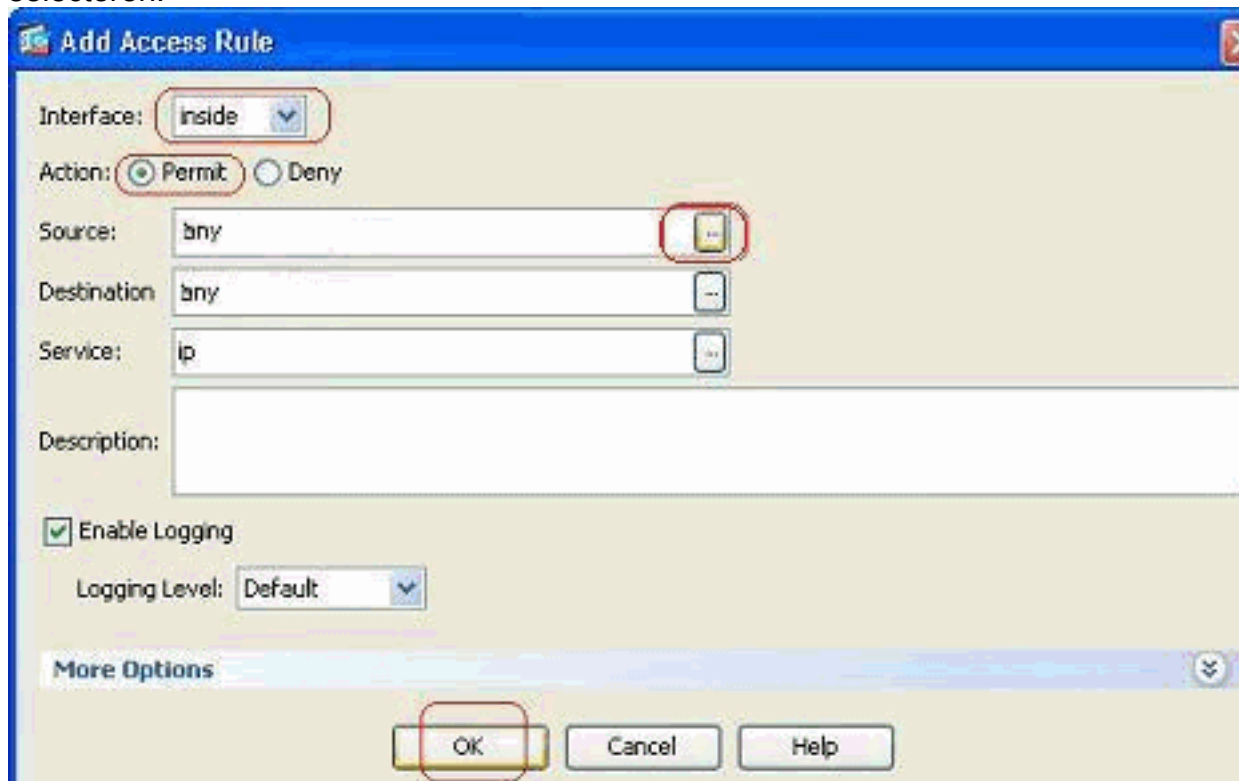 selecteren.
Add Access Rule
Interface: inside
Action: Permit Deny
Source: any ...
Destination any ...
Service: ip ...
Description:
Enable Logging
Logging Level: Default
More Options
OK Cancel Help